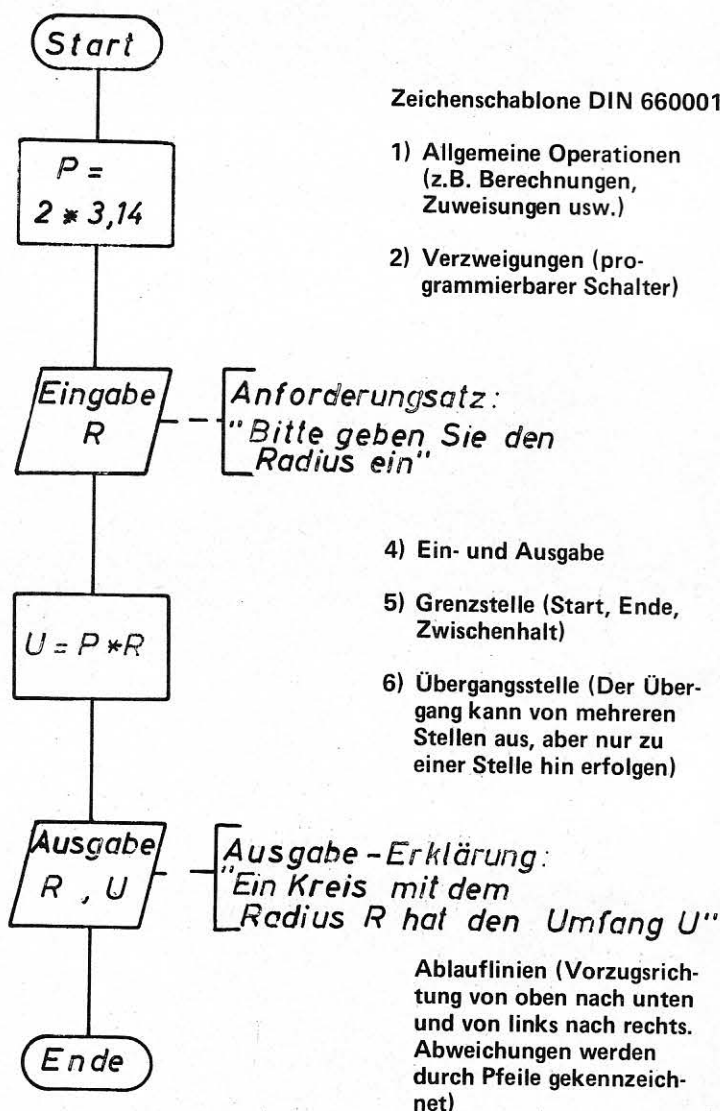 Start
Zeichenschablone DIN 660001
P =
2 * 3,14
1) Allgemeine Operationen
(z.B. Berechnungen,
Zuweisungen usw.)
2) Verzweigungen (pro-
grammierbarer Schalter)
Eingabe
R
Anforderungsatz:
"Bitte geben Sie den
Radius ein"
4) Ein- und Ausgabe
5) Grenzstelle (Start, Ende,
Zwischenhalt)
U = P * R
6) Übergangsstelle (Der Über-
gang kann von mehreren
Stellen aus, aber nur zu
einer Stelle hin erfolgen)
Ausgabe
R , U
Ausgabe - Erklärung:
"Ein Kreis mit dem
Radius R hat den Umfang U"
Ablauflinien (Vorzugsrich-
tung von oben nach unten
und von links nach rechts.
Abweichungen werden
durch Pfeile gekennzeich-
net)
Ende